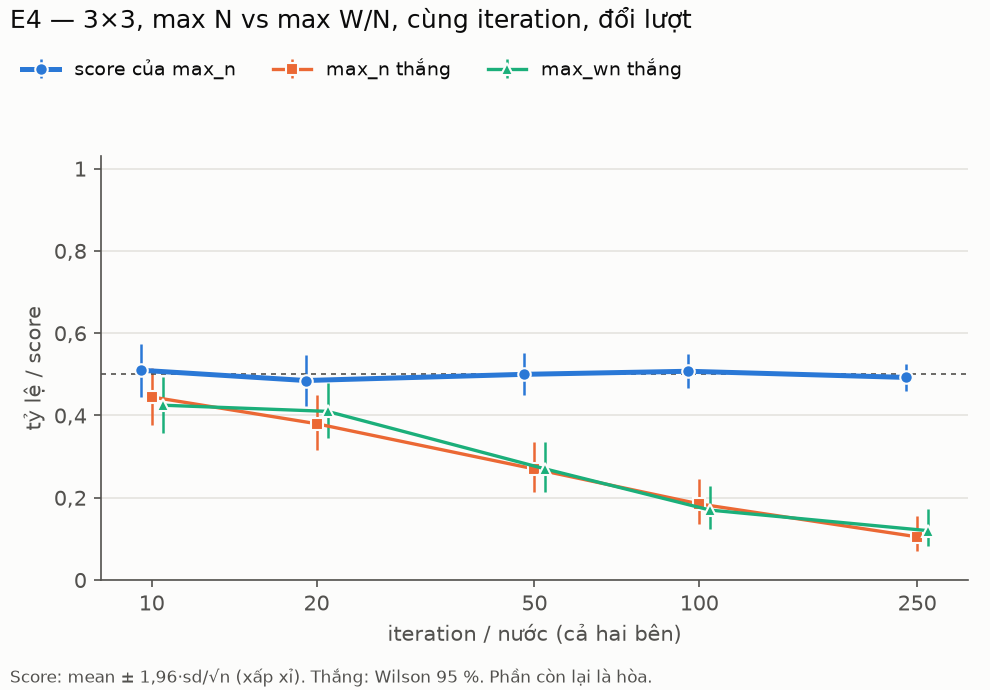 E4 — 3×3, max N vs max W/N, cùng iteration, đổi lượt
score của max_n
max_n thắng
max_wn thắng
1
0,8
0,6
0,4
0,2
0
tỷ lệ / score
10
20
50
100
250
iteration / nước (cả hai bên)
Score: mean ± 1,96·sd/√n (xấp xỉ). Thắng: Wilson 95 %. Phần còn lại là hòa.